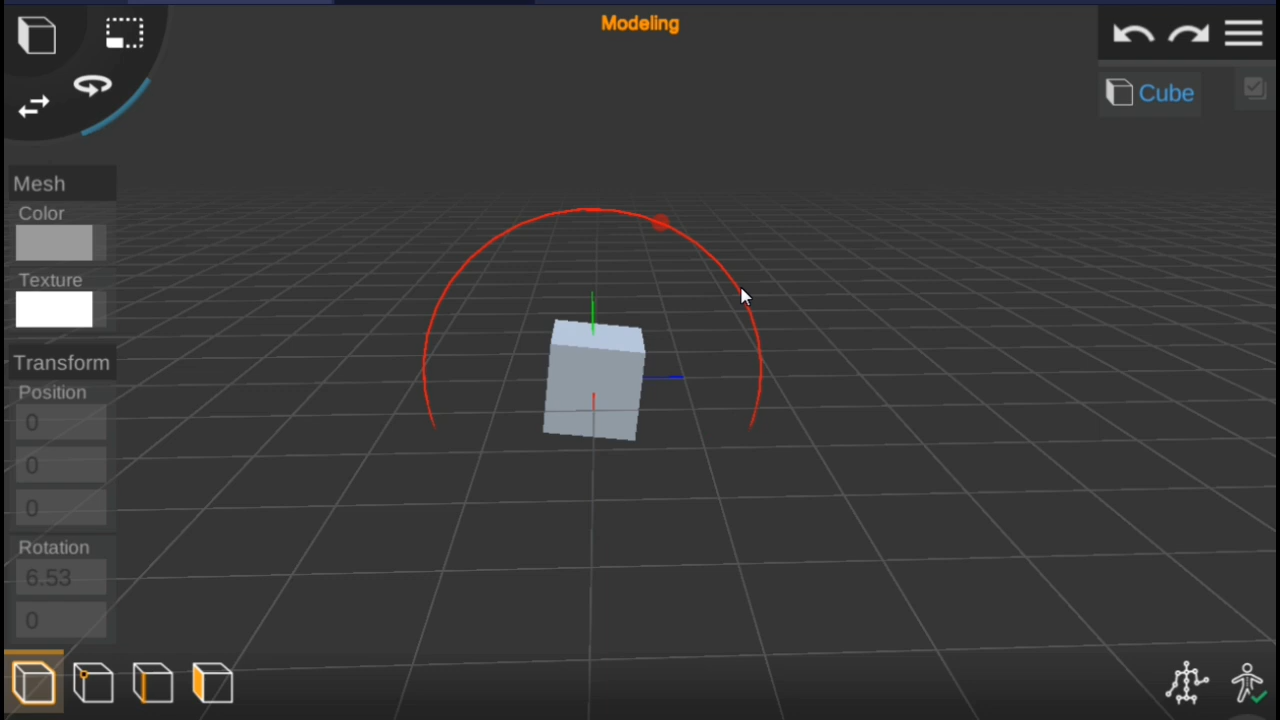 Modeling
Cube
Mesh
Color
Texture
Transform
Position
0
0
0
Rotation
6.53
0